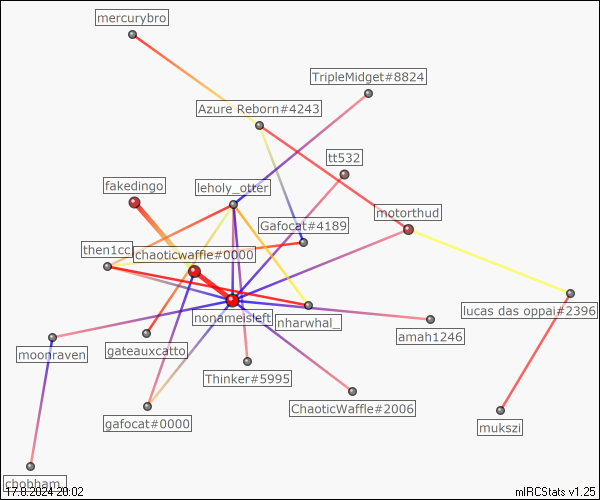 mercurybro
TripleMidget#8824
Azure Reborn#4243
tt532
fakedingo
leholy_otter
motorthud
Gafocat#4189
then1cc
Chaoticwaffle#0000
nonameisleft
nharwhal_
lucas das oppai#2396
amah1246
moonraven
gateauxcatto
Thinker#5995
ChaoticWaffle#2006
gafocat#0000
mukszi
chobham_
17.8.2024 20:02
mIRCStats v1.25